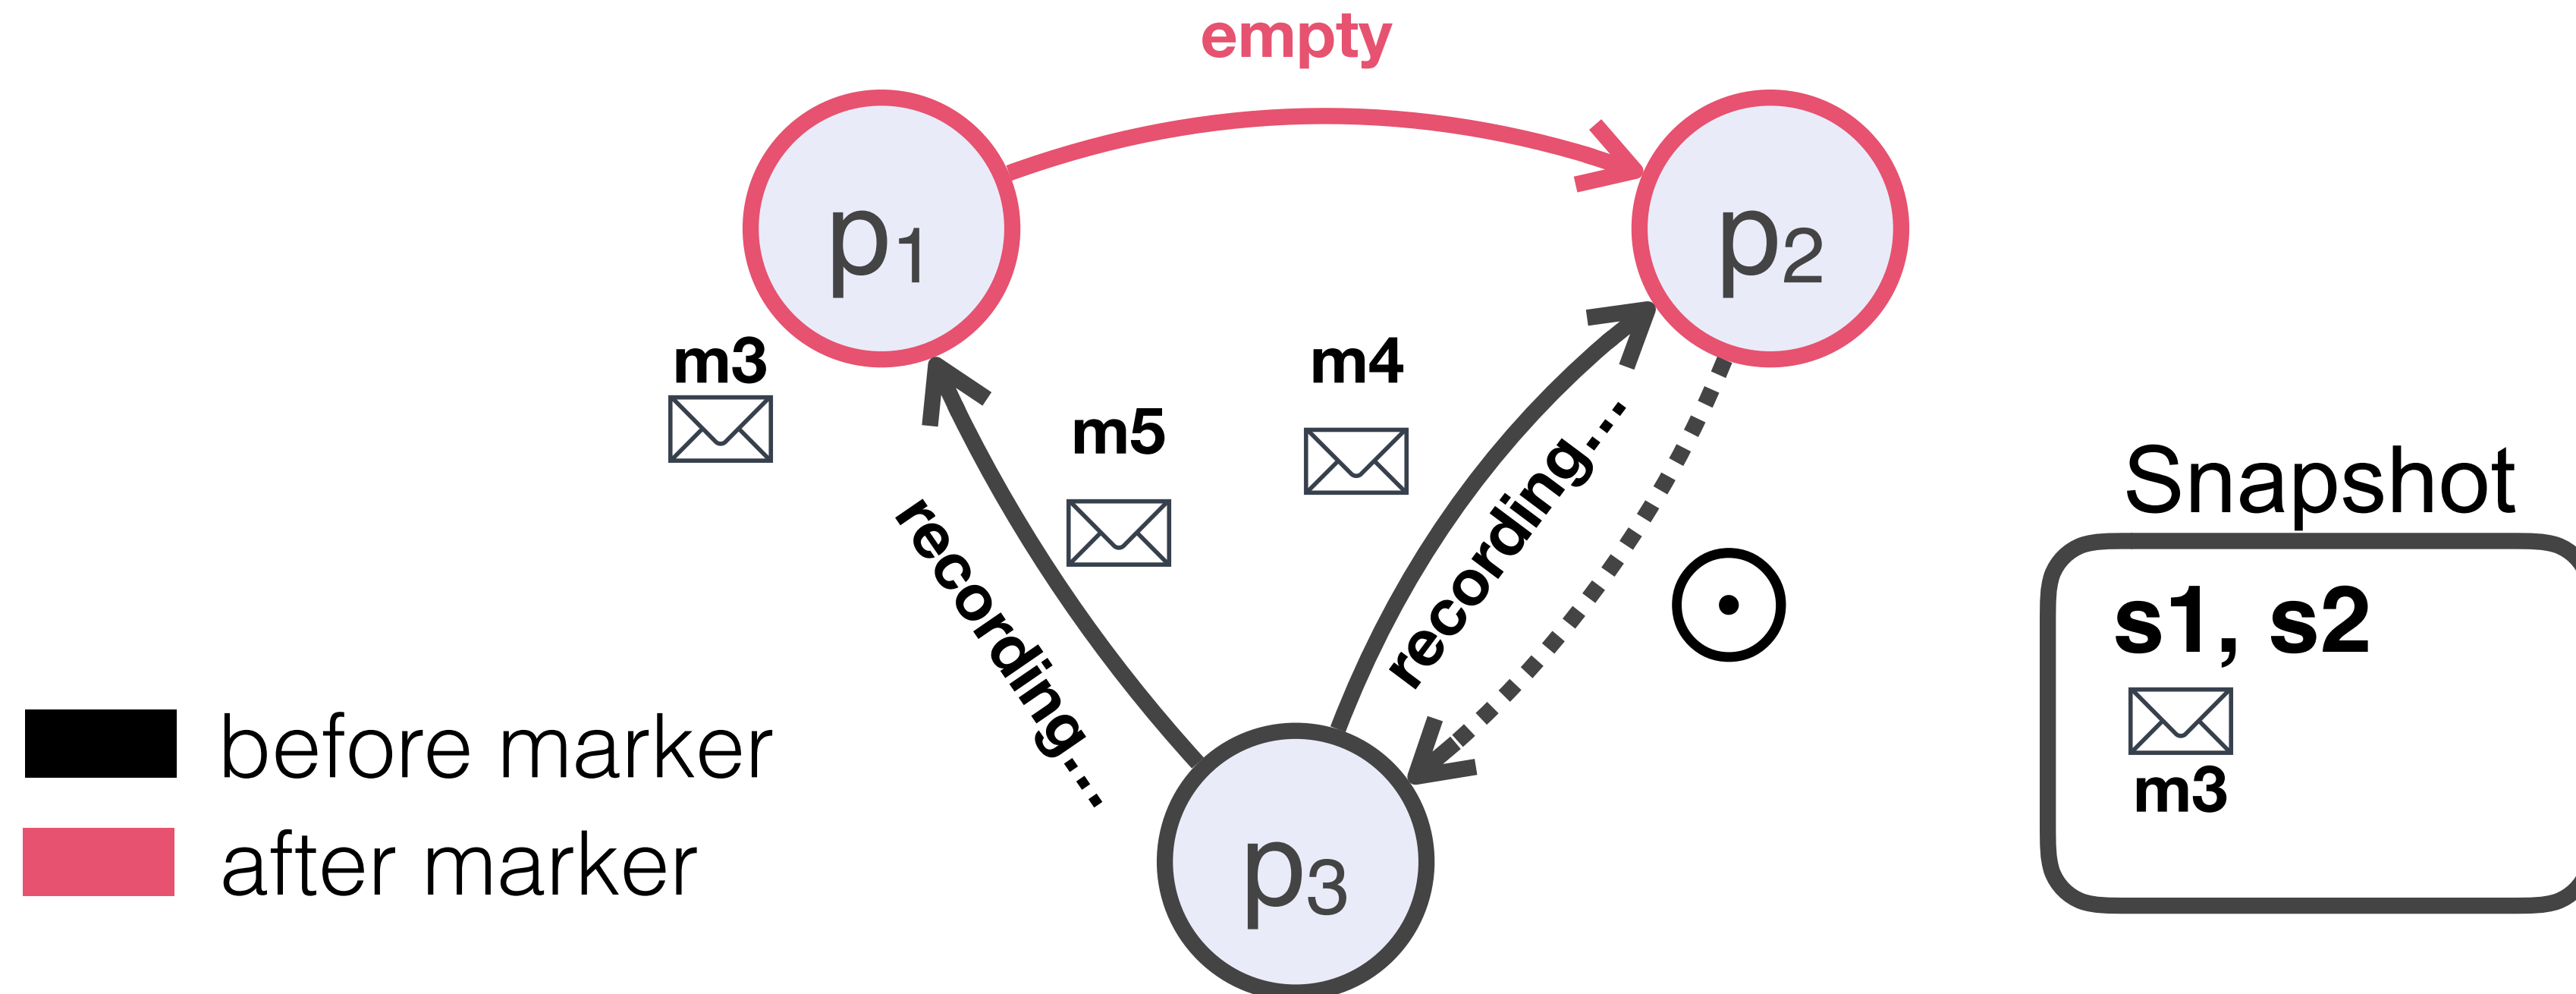 empty
p1
p2
m3
m4
m5
recording...
recording...
Snapshot
s1, s2
m3
before marker
after marker
p3